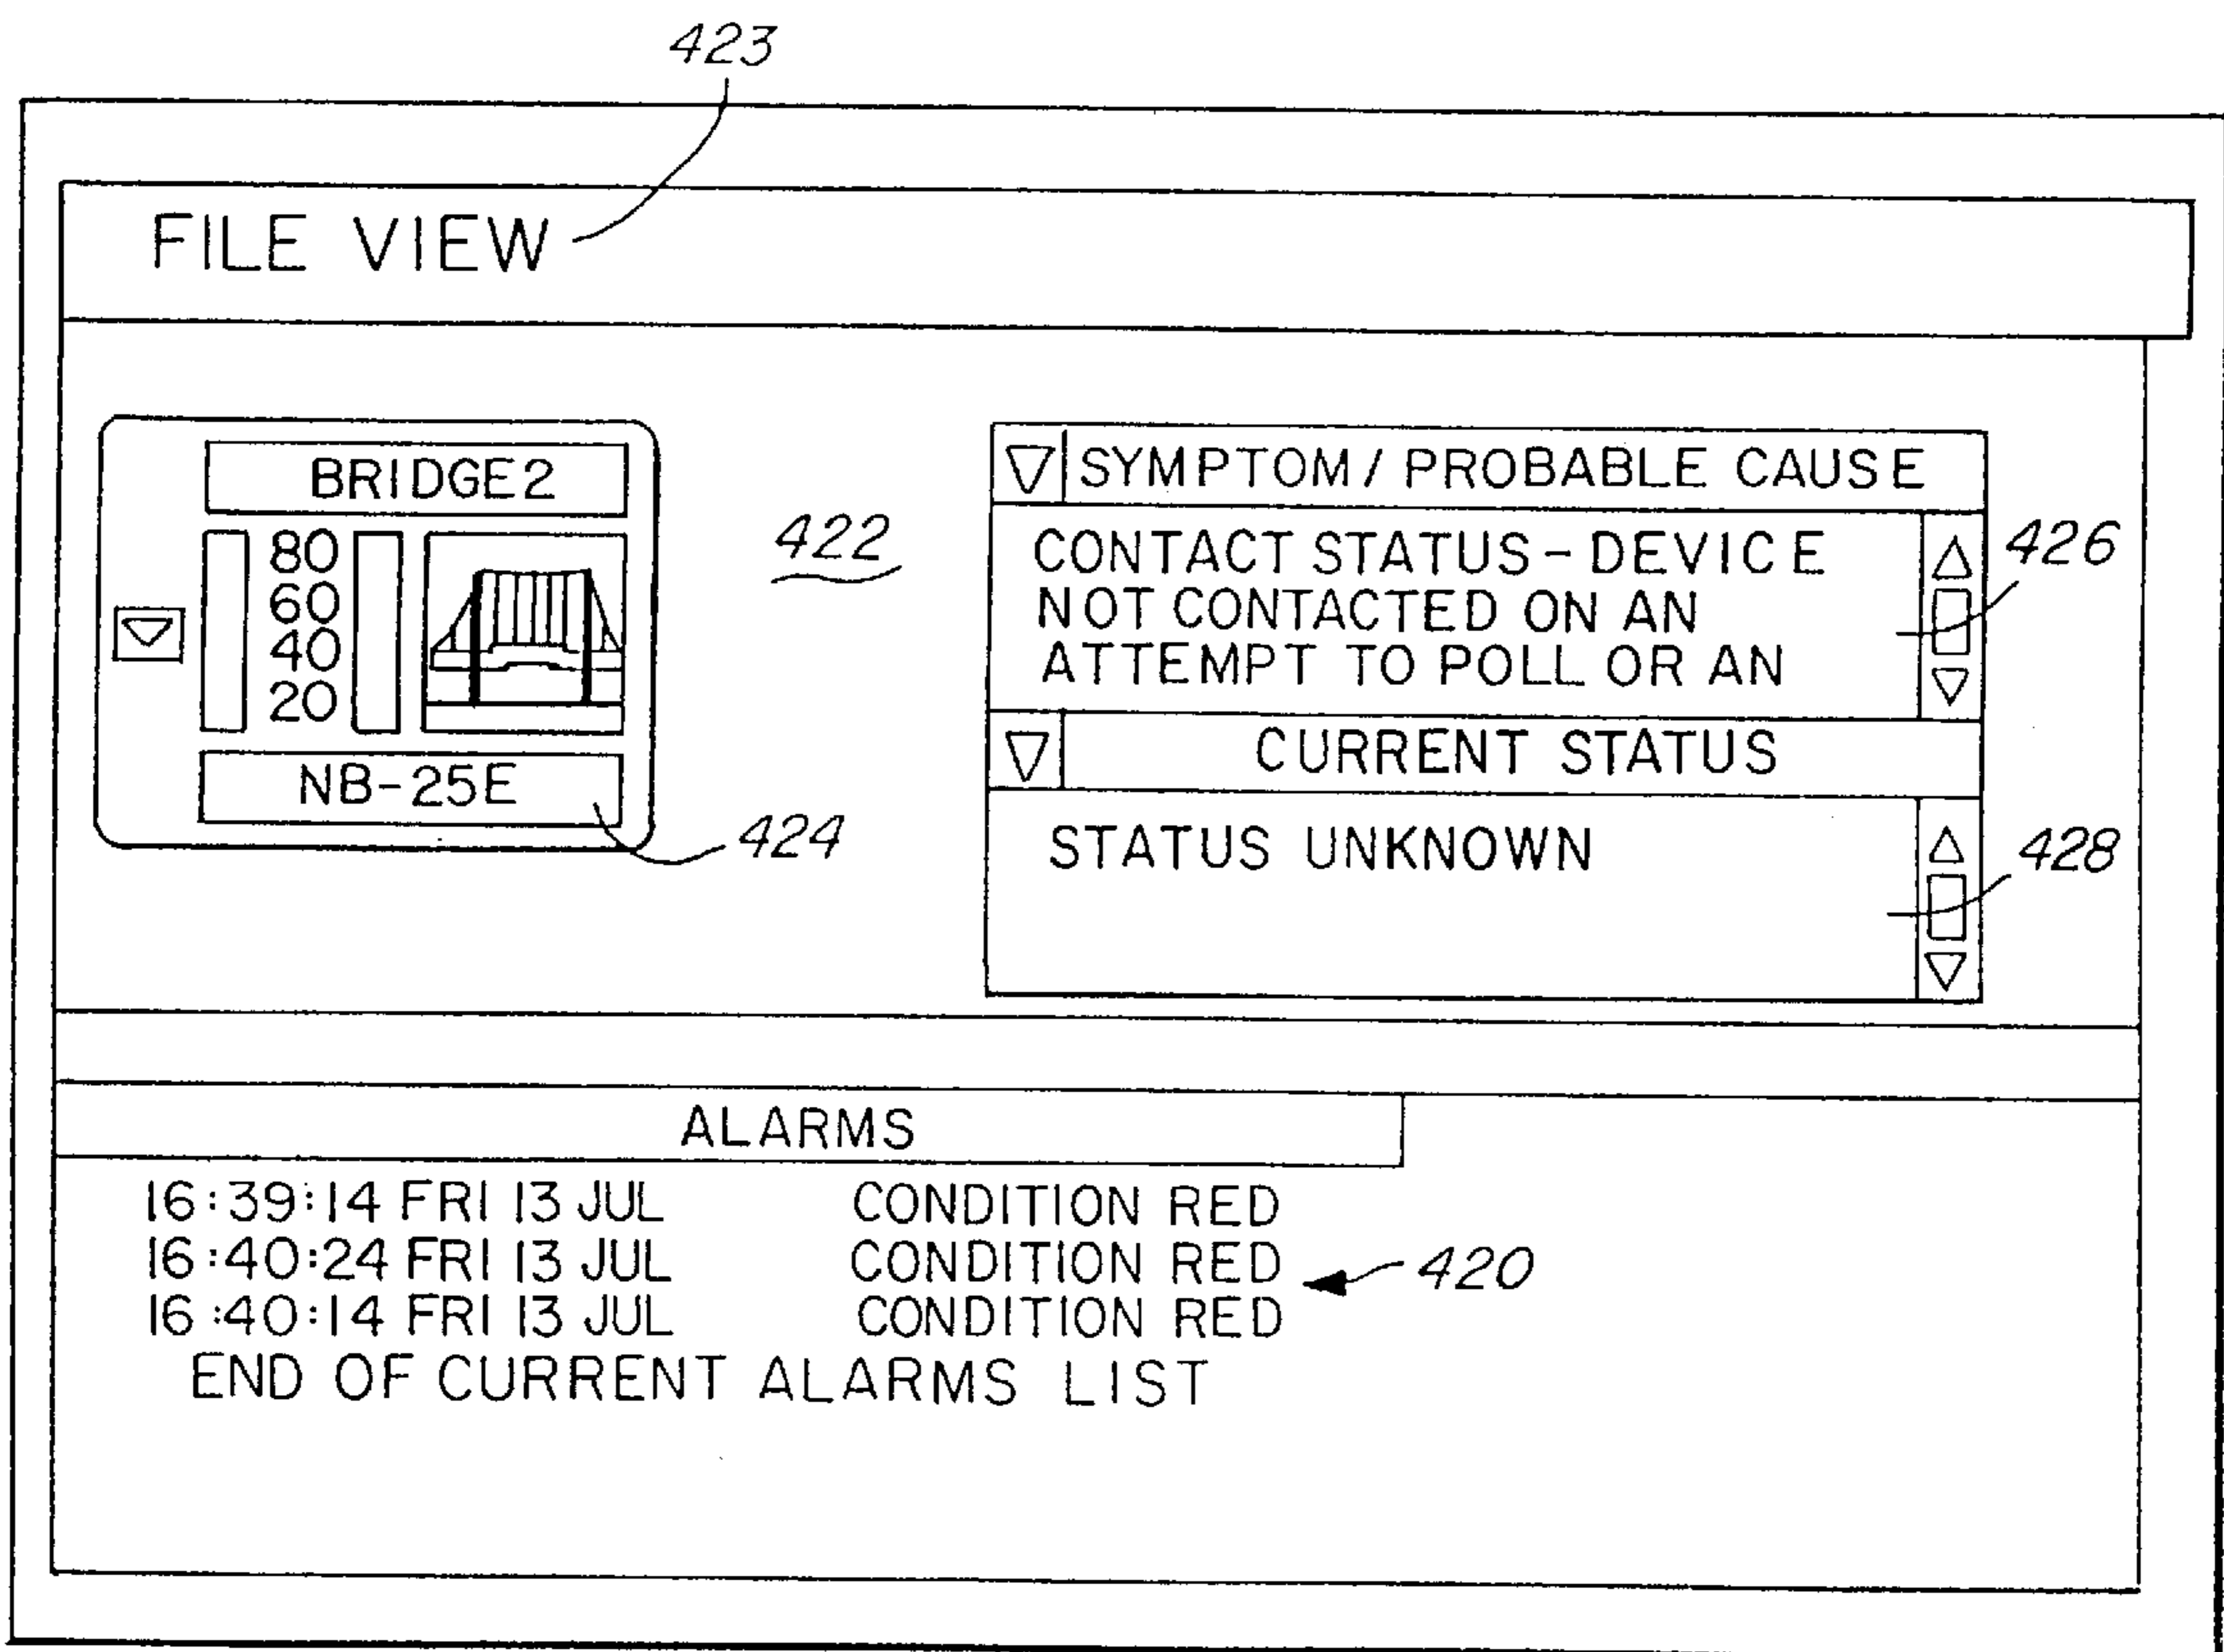 423
FILE VIEW
BRIDGE2
80
60
40
20
NB-25E
424
422
SYMPTOM/ PROBABLE CAUSE
CONTACT STATUS-DEVICE
NOT CONTACTED ON AN
ATTEMPT TO POLL OR AN
426
CURRENT STATUS
STATUS UNKNOWN
428
ALARMS
16:39:14 FRI 13 JUL CONDITION RED
16:40:24 FRI 13 JUL CONDITION RED
16:40:14 FRI 13 JUL CONDITION RED
420
END OF CURRENT ALARMS LIST